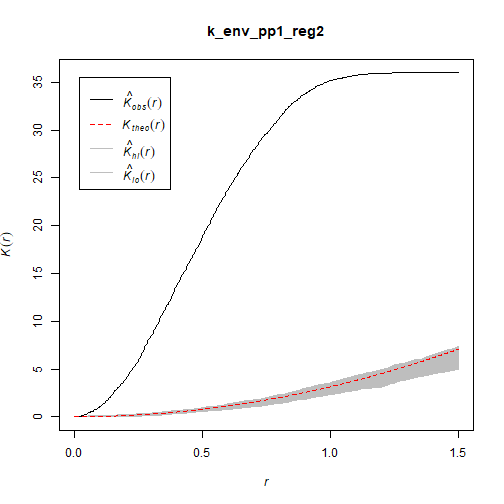 k_env_pp1_reg2
K̂obs(r)
Ktheo(r)
K̂hi(r)
K̂lo(r)
K(r)
35
30
25
20
15
10
5
0
0.0 0.5 1.0 1.5
r